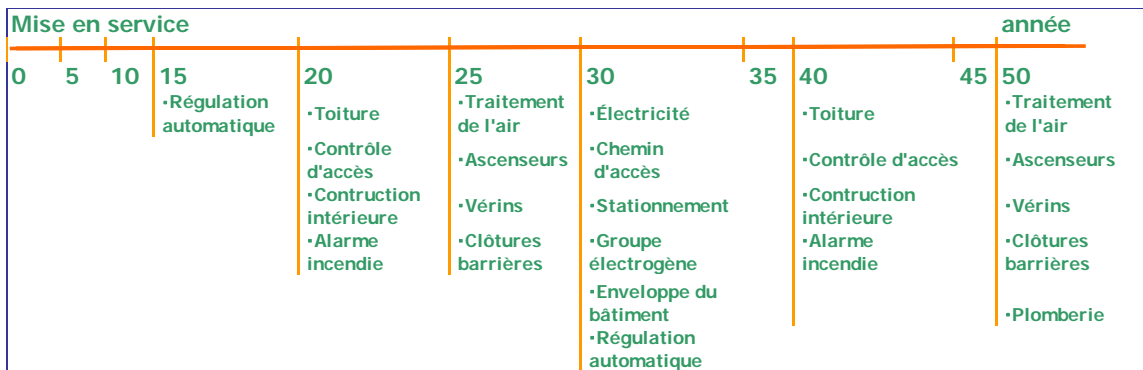 Mise en service année
0 5 10 15 20 25 30 35 40 45 50
·Régulation
automatique
·Toiture
·Contrôle
d'accès
·Contruction
intérieure
·Alarme
incendie
·Traitement
de l'air
·Ascenseurs
·Vérins
·Clôtures
barrières
·Électricité
·Chemin
d'accès
·Stationnement
·Groupe
électrogène
·Enveloppe du
bâtiment
·Régulation
automatique
·Toiture
·Contrôle d'accès
·Contruction
intérieure
·Alarme
incendie
·Traitement
de l'air
·Ascenseurs
·Vérins
·Clôtures
barrières
·Plomberie